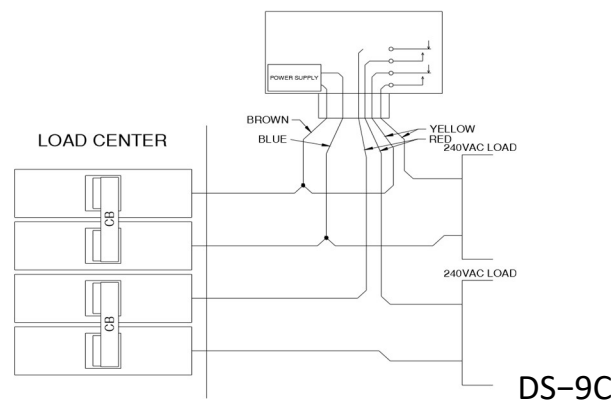 POWER SUPPLY
BROWN
YELLOW
BLUE
RED
LOAD CENTER
240VAC LOAD
CB
240VAC LOAD
CB
DS-9C